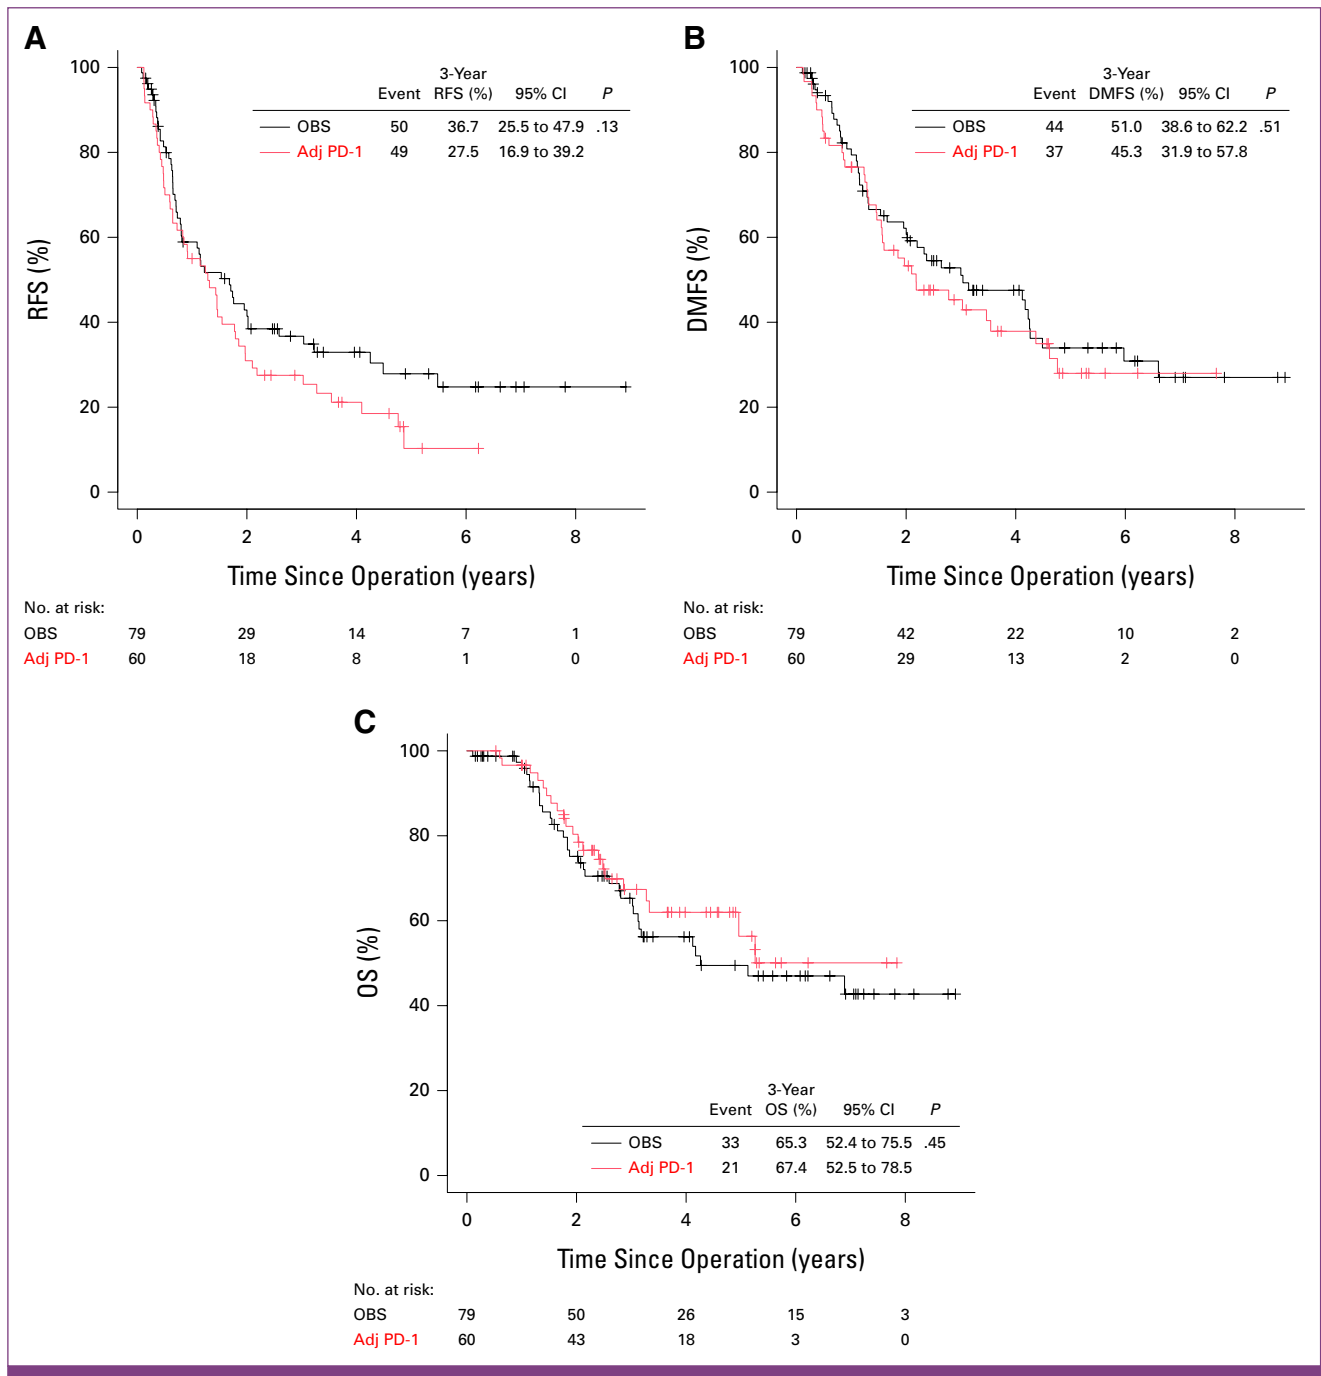 A
3-Year
Event RFS (%) 95% CI P
OBS 50 36.7 25.5 to 47.9 .13
Adj PD-1 49 27.5 16.9 to 39.2
100
80
60
40
20
0
RFS (%)
0 2 4 6 8
Time Since Operation (years)
No. at risk:
OBS 79 29 14 7 1
Adj PD-1 60 18 8 1 0
B
3-Year
Event DMFS (%) 95% CI P
OBS 44 51.0 38.6 to 62.2 .51
Adj PD-1 37 45.3 31.9 to 57.8
100
80
60
40
20
0
DMFS (%)
0 2 4 6 8
Time Since Operation (years)
No. at risk:
OBS 79 42 22 10 2
Adj PD-1 60 29 13 2 0
C
100
80
60
40
20
0
OS (%)
3-Year
Event OS (%) 95% CI P
OBS 33 65.3 52.4 to 75.5 .45
Adj PD-1 21 67.4 52.5 to 78.5
0 2 4 6 8
Time Since Operation (years)
No. at risk:
OBS 79 50 26 15 3
Adj PD-1 60 43 18 3 0